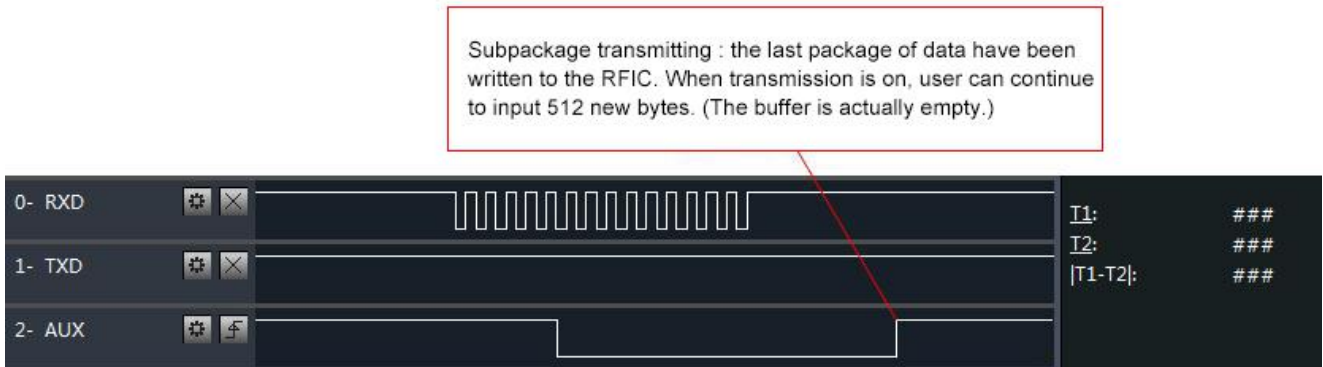 Subpackage transmitting : the last package of data have been
written to the RFIC. When transmission is on, user can continue
to input 512 new bytes. (The buffer is actually empty.)
0- RXD
T1: ###
1- TXD
T2: ###
|T1-T2|: ###
2- AUX